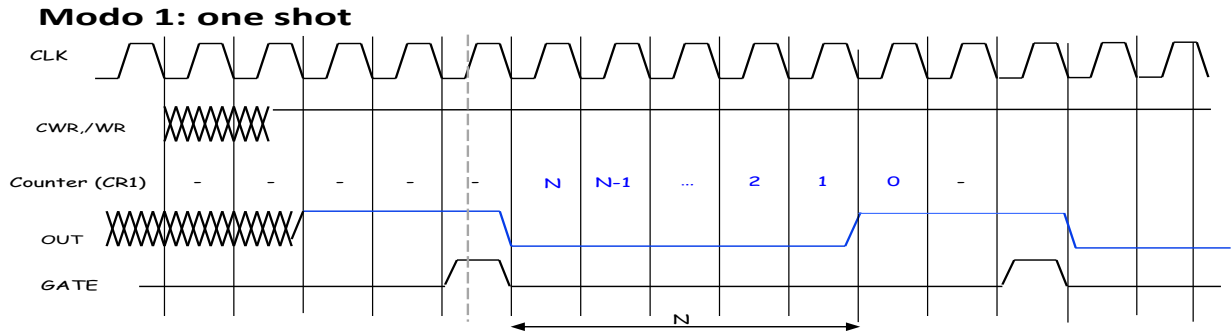 Modo 1: one shot
CLK
CWR,/WR
Counter (CR1) - - - - - N N-1 ... 2 1 0 -
OUT
GATE
N